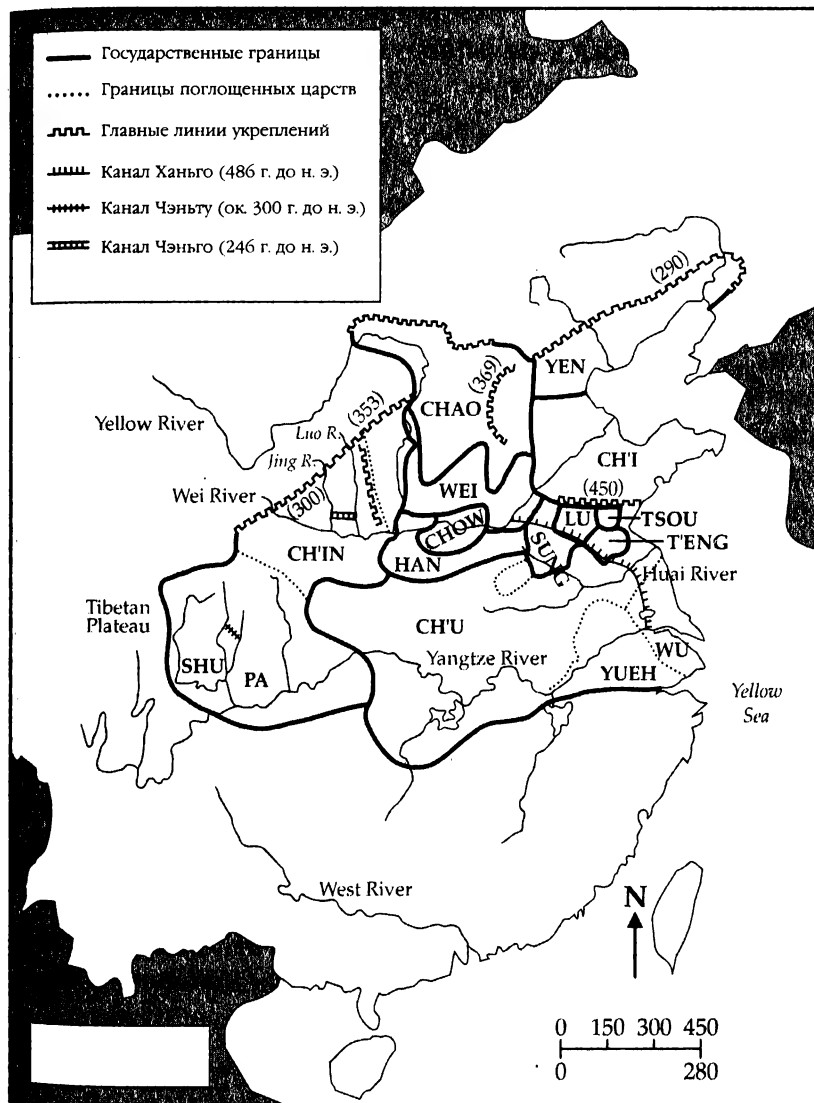 Государственные границы
Границы поглощенных царств
Главные линии укреплений
Канал Ханьго (486 г. до н. э.)
Канал Чэньту (ок. 300 г. до н. э.)
Канал Чэньго (246 г. до н. э.)
(290)
YEN
(369)
CHAO
(353)
Yellow River
Luo R.
Jing R.
CH'I
WEI
(450)
Wei River
(300)
LU
TSOU
CHOW
SUNG
T'ENG
CH'IN
HAN
Huai River
Tibetan
Plateau
CH'U
SHU
PA
Yangtze River
WU
YUEH
Yellow
Sea
West River
N
0 150 300 450
0 280